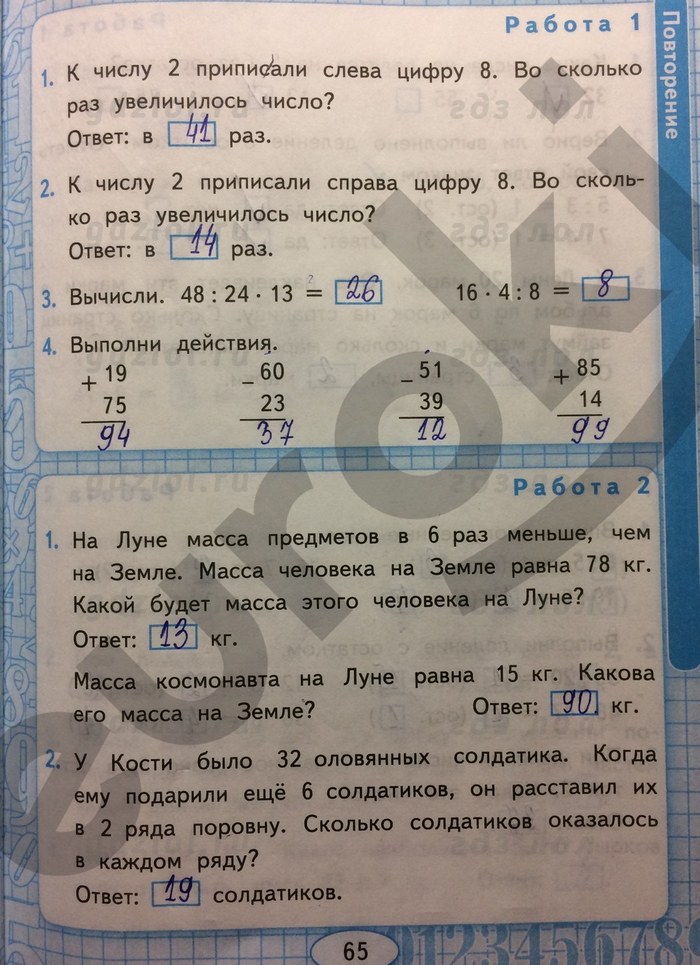 Работа 1
Повторение
1. К числу 2 приписали слева цифру 8. Во сколько
раз увеличилось число?
Ответ: в 41 раз.
2. К числу 2 приписали справа цифру 8. Во сколь-
ко раз увеличилось число?
Ответ: в 14 раз.
3. Вычисли. 48 : 24 · 13 = 26 16 · 4 : 8 = 8
4. Выполни действия.
+ 19 − 60 − 51 + 85
75 23 39 14
94 37 12 99
Работа 2
1. На Луне масса предметов в 6 раз меньше, чем
на Земле. Масса человека на Земле равна 78 кг.
Какой будет масса этого человека на Луне?
Ответ: 13 кг.
Масса космонавта на Луне равна 15 кг. Какова
его масса на Земле? Ответ: 90. кг.
2. У Кости было 32 оловянных солдатика. Когда
ему подарили ещё 6 солдатиков, он расставил их
в 2 ряда поровну. Сколько солдатиков оказалось
в каждом ряду?
Ответ: 19 солдатиков.
65
0123456789
euroki